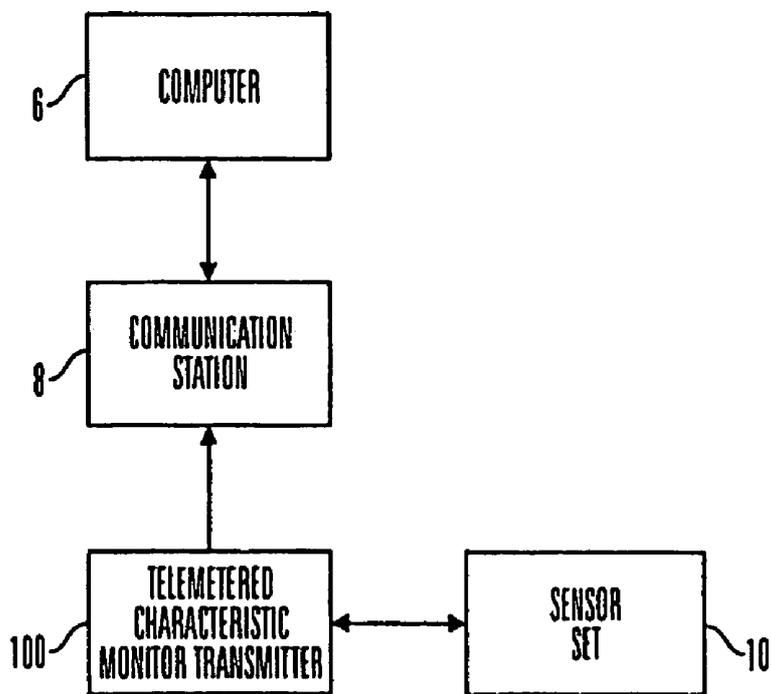 COMPUTER
6
COMMUNICATION
STATION
8
TELEMETERED
CHARACTERISTIC
MONITOR TRANSMITTER
100
SENSOR
SET
10